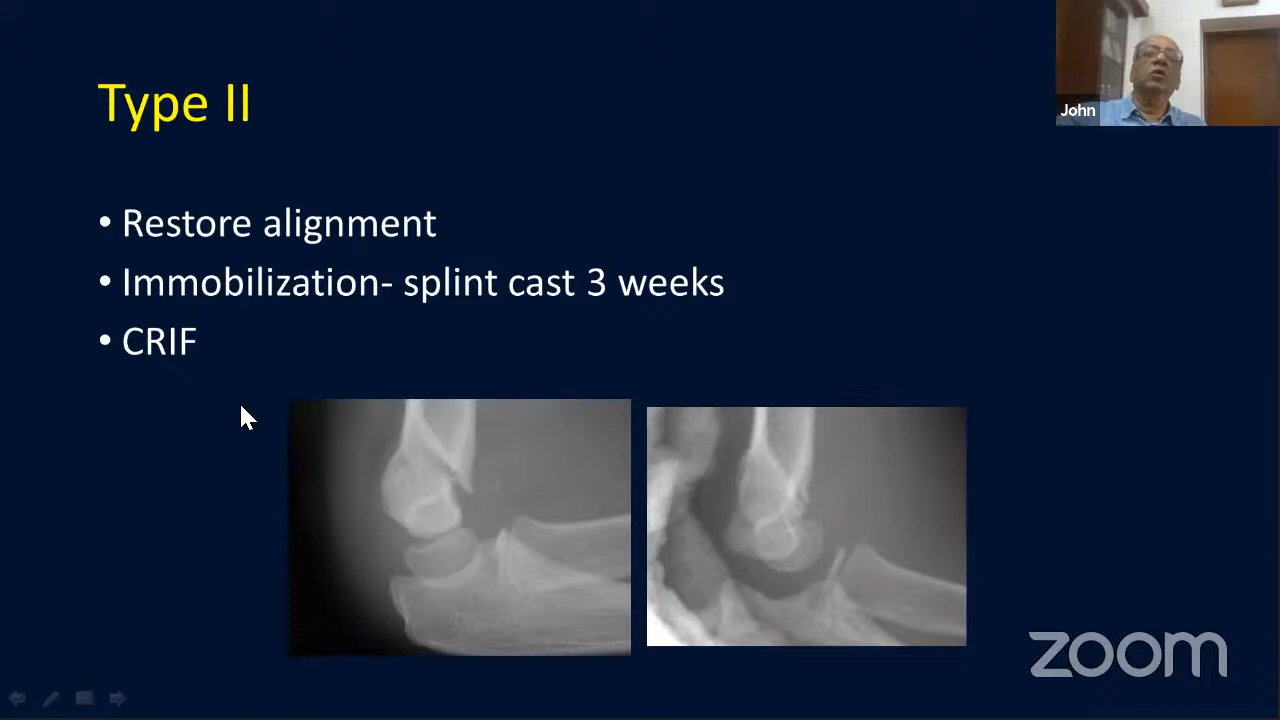 Type II
• Restore alignment
• Immobilization- splint cast 3 weeks
• CRIF
John
zoom